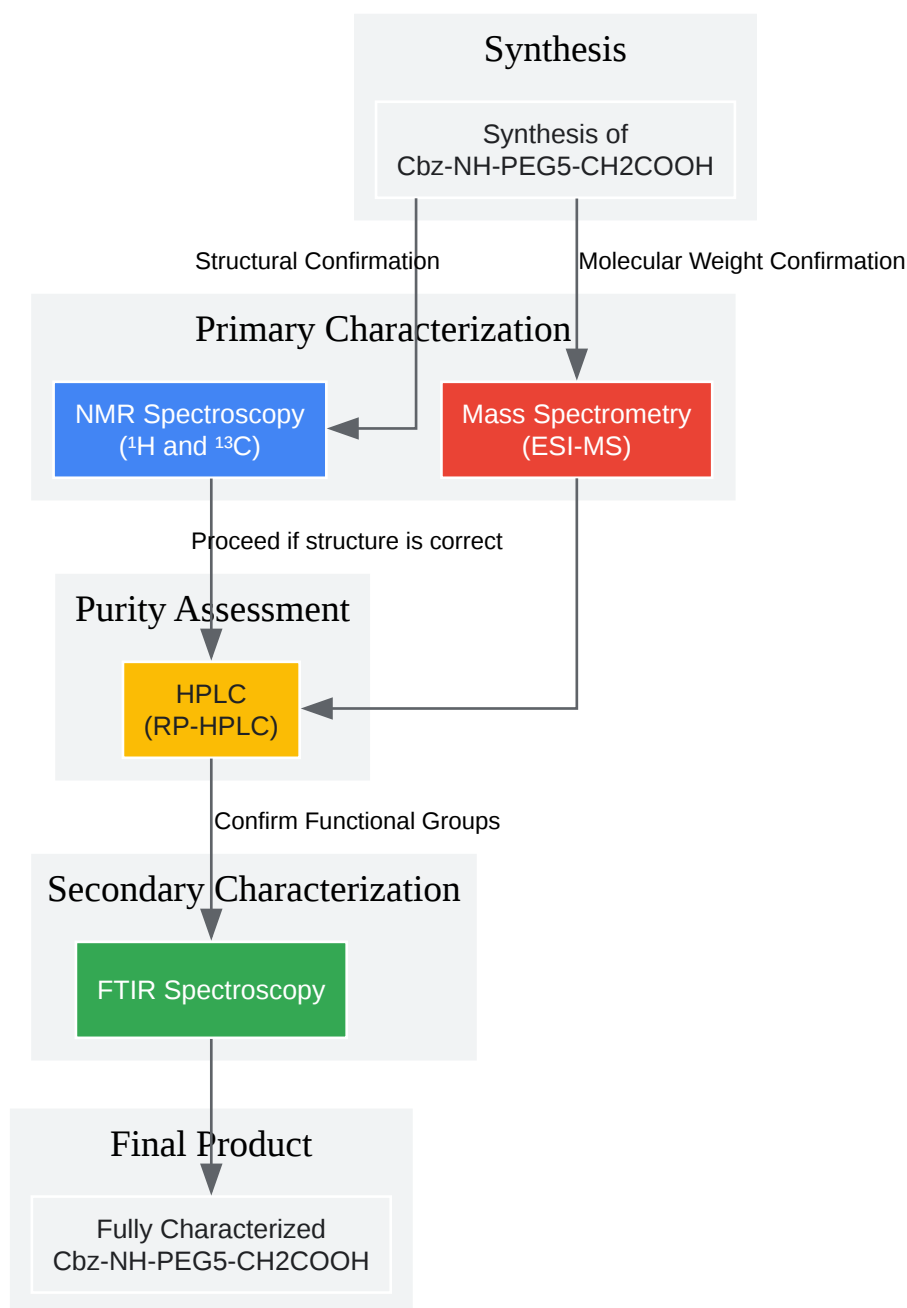 Synthesis
Synthesis of
Cbz-NH-PEG5-CH2COOH
Structural Confirmation
Molecular Weight Confirmation
Primary Characterization
NMR Spectroscopy
(¹H and ¹³C)
Mass Spectrometry
(ESI-MS)
Proceed if structure is correct
Purity Assessment
HPLC
(RP-HPLC)
Confirm Functional Groups
Secondary Characterization
FTIR Spectroscopy
Final Product
Fully Characterized
Cbz-NH-PEG5-CH2COOH